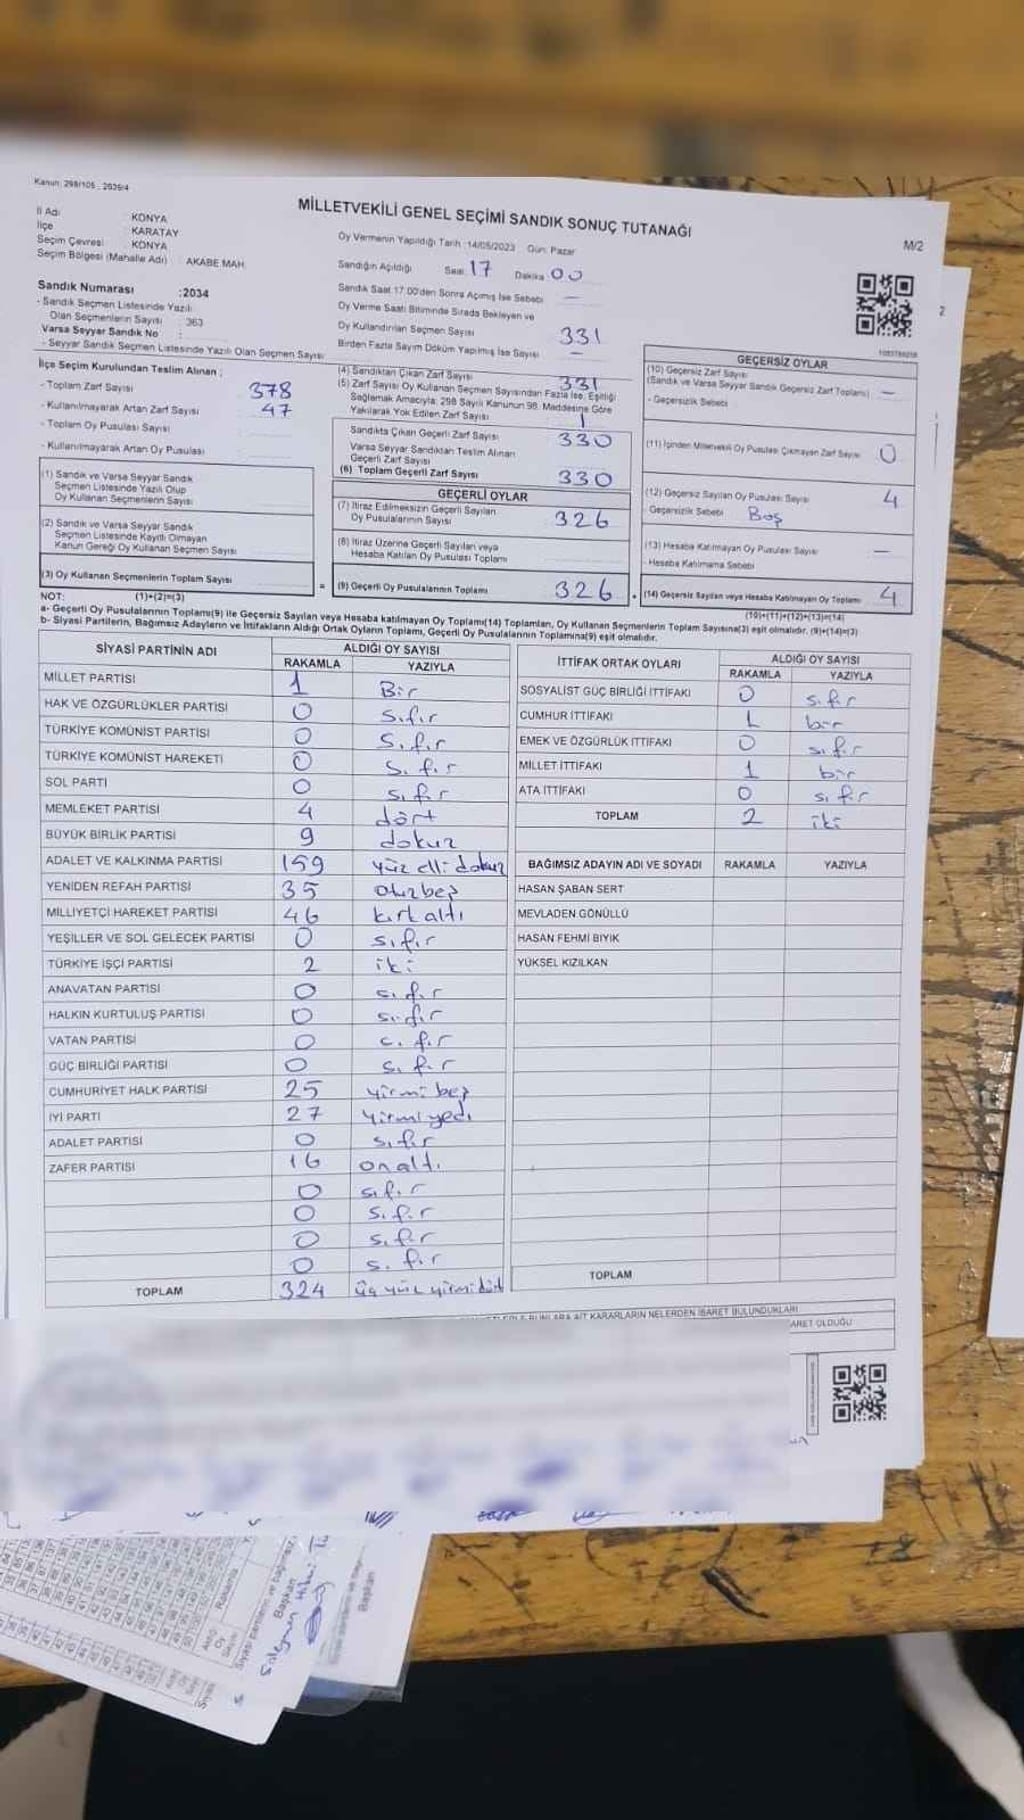 Kanun: 298/105 , 2839/4
MİLLETVEKİLİ GENEL SEÇİMİ SANDIK SONUÇ TUTANAĞI
M/2
İl Adı KONYA
İlçe KARATAY
Seçim Çevresi KONYA
Seçim Bölgesi (Mahalle Adı) : AKABE MAH.
Oy Vermenin Yapıldığı Tarih :14/05/2023 Gün: Pazar
Sandığın Açıldığı Saat 17 Dakika 00
Sandık Saat 17:00'den Sonra Açılmış İse Sebebi —
Oy Verme Saati Bitiminde Sırada Bekleyen ve
Oy Kullandırılan Seçmen Sayısı 331
Birden Fazla Sayım Döküm Yapılmış İse Sayısı —
Sandık Numarası :2034
- Sandık Seçmen Listesinde Yazılı
Olan Seçmenlerin Sayısı : 363
Varsa Seyyar Sandık No :
- Seyyar Sandık Seçmen Listesinde Yazılı Olan Seçmen Sayısı
İlçe Seçim Kurulundan Teslim Alınan ;
- Toplam Zarf Sayısı 378
- Kullanılmayarak Artan Zarf Sayısı 47
- Toplam Oy Pusulası Sayısı
- Kullanılmayarak Artan Oy Pusulası
(1) Sandık ve Varsa Seyyar Sandık
Seçmen Listesinde Yazılı Olup
Oy Kullanan Seçmenlerin Sayısı
(2) Sandık ve Varsa Seyyar Sandık
Seçmen Listesinde Kayıtlı Olmayan
Kanun Gereği Oy Kullanan Seçmen Sayısı
(3) Oy Kullanan Seçmenlerin Toplam Sayısı
(4) Sandıktan Çıkan Zarf Sayısı 331
(5) Zarf Sayısı Oy Kullanan Seçmen Sayısından Fazla İse, Eşitliği
Sağlamak Amacıyla; 298 Sayılı Kanunun 98. Maddesine Göre
Yakılarak Yok Edilen Zarf Sayısı 1
Sandıkta Çıkan Geçerli Zarf Sayısı 330
Varsa Seyyar Sandıktan Teslim Alınan
Geçerli Zarf Sayısı
(6) Toplam Geçerli Zarf Sayısı 330
GEÇERLİ OYLAR
(7) İtiraz Edilmeksizin Geçerli Sayılan
Oy Pusulalarının Sayısı 326
(8) İtiraz Üzerine Geçerli Sayılan veya
Hesaba Katılan Oy Pusulası Toplamı
= (9) Geçerli Oy Pusulalarının Toplamı 326
GEÇERSİZ OYLAR
(10) Geçersiz Zarf Sayısı
(Sandık ve Varsa Seyyar Sandık Geçersiz Zarf Toplamı) —
- Geçersizlik Sebebi
(11) İçinden Milletvekili Oy Pusulası Çıkmayan Zarf Sayısı 0
(12) Geçersiz Sayılan Oy Pusulası Sayısı 4
Geçersizlik Sebebi Boş
(13) Hesaba Katılmayan Oy Pusulası Sayısı —
- Hesaba Katılmama Sebebi
(14) Geçersiz Sayılan veya Hesaba Katılmayan Oy Toplamı 4
NOT: (1)+(2)=(3) (10)+(11)+(12)+(13)=(14)
a- Geçerli Oy Pusulalarının Toplamı(9) ile Geçersiz Sayılan veya Hesaba Katılmayan Oy Toplamı(14) Toplamları, Oy Kullanan Seçmenlerin Toplam Sayısına(3) eşit olmalıdır. (9)+(14)=(3)
b- Siyasi Partilerin, Bağımsız Adayların ve İttifakların Aldığı Ortak Oyların Toplamı, Geçerli Oy Pusulalarının Toplamına(9) eşit olmalıdır.
SİYASİ PARTİNİN ADI ALDIĞI OY SAYISI
RAKAMLA YAZIYLA
MİLLET PARTİSİ 1 Bir
HAK VE ÖZGÜRLÜKLER PARTİSİ 0 Sıfır
TÜRKİYE KOMÜNİST PARTİSİ 0 Sıfır
TÜRKİYE KOMÜNİST HAREKETİ 0 Sıfır
SOL PARTİ 0 sıfır
MEMLEKET PARTİSİ 4 dört
BÜYÜK BİRLİK PARTİSİ 9 dokuz
ADALET VE KALKINMA PARTİSİ 159 yüz elli dokuz
YENİDEN REFAH PARTİSİ 35 otuzbeş
MİLLİYETÇİ HAREKET PARTİSİ 46 kırkaltı
YEŞİLLER VE SOL GELECEK PARTİSİ 0 sıfır
TÜRKİYE İŞÇİ PARTİSİ 2 iki
ANAVATAN PARTİSİ 0 sıfır
HALKIN KURTULUŞ PARTİSİ 0 sıfır
VATAN PARTİSİ 0 sıfır
GÜÇ BİRLİĞİ PARTİSİ 0 sıfır
CUMHURİYET HALK PARTİSİ 25 yirmi beş
İYİ PARTİ 27 yirmiyedi
ADALET PARTİSİ 0 sıfır
ZAFER PARTİSİ 16 onaltı
0 sıfır
0 sıfır
0 sıfır
0 sıfır
TOPLAM 324 üç yüz yirmi dört
İTTİFAK ORTAK OYLARI ALDIĞI OY SAYISI
RAKAMLA YAZIYLA
SOSYALİST GÜÇ BİRLİĞİ İTTİFAKI 0 sıfır
CUMHUR İTTİFAKI 1 bir
EMEK VE ÖZGÜRLÜK İTTİFAKI 0 sıfır
MİLLET İTTİFAKI 1 bir
ATA İTTİFAKI 0 sıfır
TOPLAM 2 iki
BAĞIMSIZ ADAYIN ADI VE SOYADI RAKAMLA YAZIYLA
HASAN ŞABAN SERT
MEVLADEN GÖNÜLLÜ
HASAN FEHMİ BIYIK
YÜKSEL KIZILKAN
TOPLAM
BUNLARA AİT KARARLARIN NELERDEN İBARET BULUNDUKLARI
ARET OLDUĞU
Başkan
Başkan